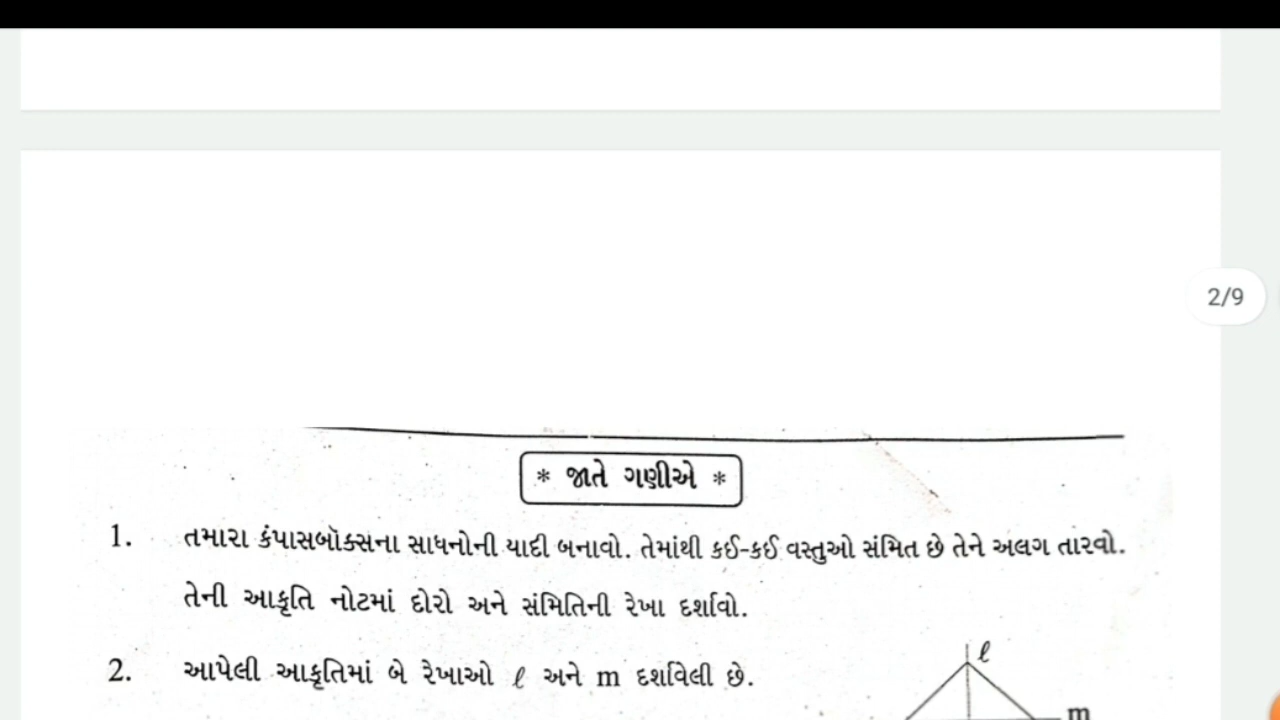 2/9
* જાતે ગણીએ *
1. તમારા કંપાસબૉક્સના સાધનોની યાદી બનાવો. તેમાંથી કઈ-કઈ વસ્તુઓ સંમિત છે તેને અલગ તારવો.
તેની આકૃતિ નોટમાં દોરો અને સંમિતિની રેખા દર્શાવો.
ℓ
2. આપેલી આકૃતિમાં બે રેખાઓ ℓ અને m દર્શાવેલી છે.
m